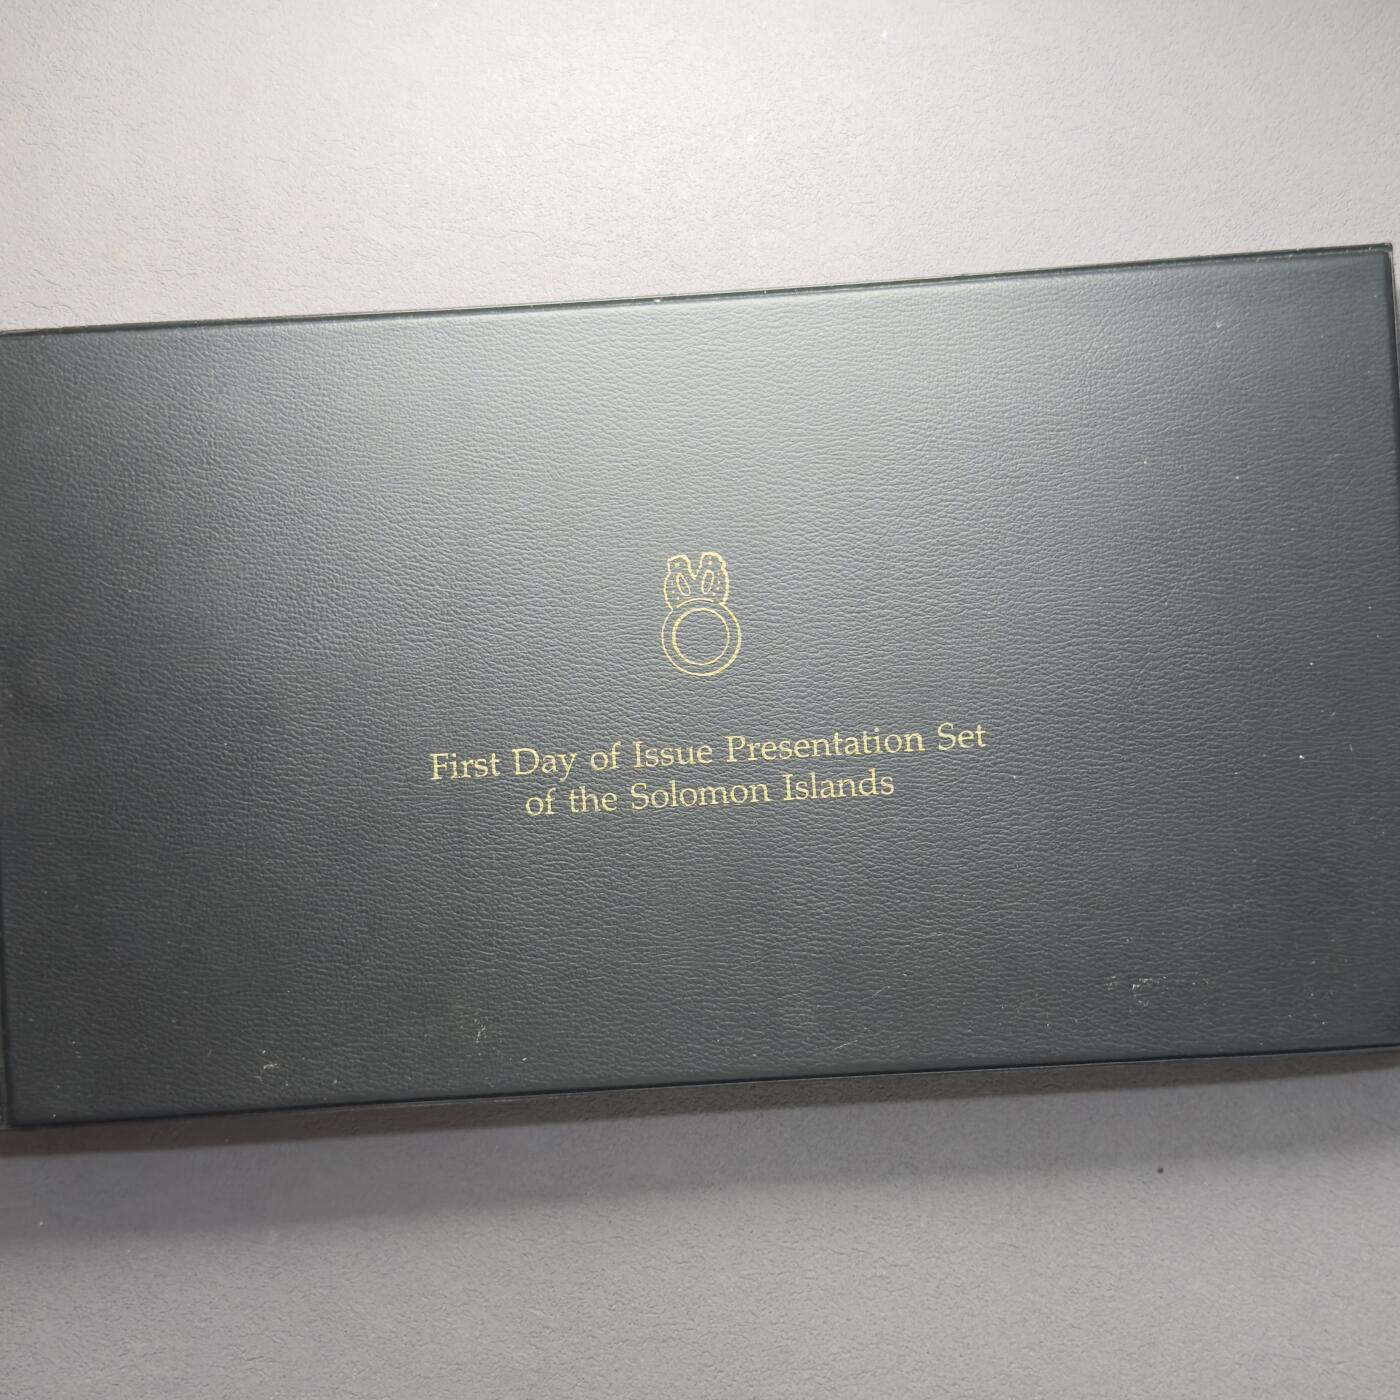 First Day of Issue Presentation Set
of the Solomon Islands